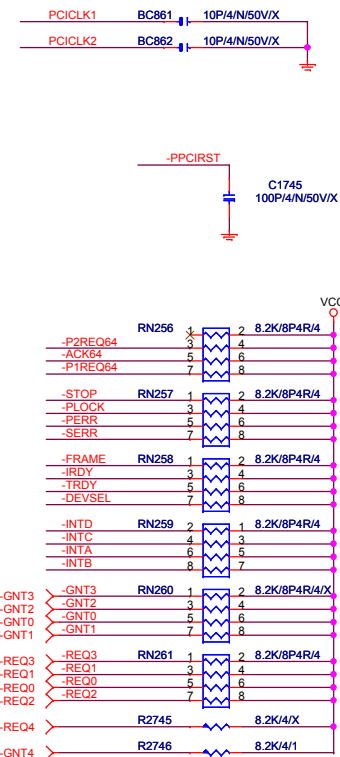 PCICLK1 BC861 10P/4/N/50V/X
PCICLK2 BC862 10P/4/N/50V/X
-PPCIRST
C1745
100P/4/N/50V/X
VCC
RN256 1 2 8.2K/8P4R/4
-P2REQ64 3 4
-ACK64 5 6
-P1REQ64 7 8
-STOP RN257 1 2 8.2K/8P4R/4
-PLOCK 3 4
-PERR 5 6
-SERR 7 8
-FRAME RN258 1 2 8.2K/8P4R/4
-IRDY 3 4
-TRDY 5 6
-DEVSEL 7 8
-INTD RN259 2 1 8.2K/8P4R/4
-INTC 4 3
-INTA 6 5
-INTB 8 7
-GNT3 -GNT3 RN260 1 2 8.2K/8P4R/4/X
-GNT2 -GNT2 3 4
-GNT0 -GNT0 5 6
-GNT1 -GNT1 7 8
-REQ3 -REQ3 RN261 1 2 8.2K/8P4R/4
-REQ1 -REQ1 3 4
-REQ0 -REQ0 5 6
-REQ2 -REQ2 7 8
-REQ4 R2745 8.2K/4/X
-GNT4 R2746 8.2K/4/1